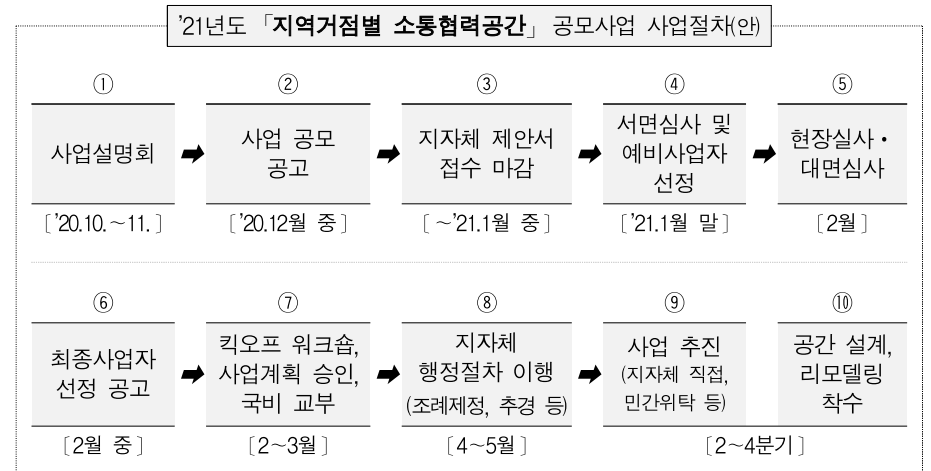 '21년도 「지역거점별 소통협력공간」 공모사업 사업절차(안)
①
사업설명회
[’20.10.~11.]
②
사업 공모
공고
[’20.12월 중]
③
지자체 제안서
접수 마감
[~’21.1월 중]
④
서면심사 및
예비사업자
선정
[’21.1월 말]
⑤
현장실사·
대면심사
[2월]
⑥
최종사업자
선정 공고
[2월 중]
⑦
킥오프 워크숍,
사업계획 승인,
국비 교부
[2~3월]
⑧
지자체
행정절차 이행
(조례제정, 추경 등)
[4~5월]
⑨
사업 추진
(지자체 직접,
민간위탁 등)
⑩
공간 설계,
리모델링
착수
[2~4분기]